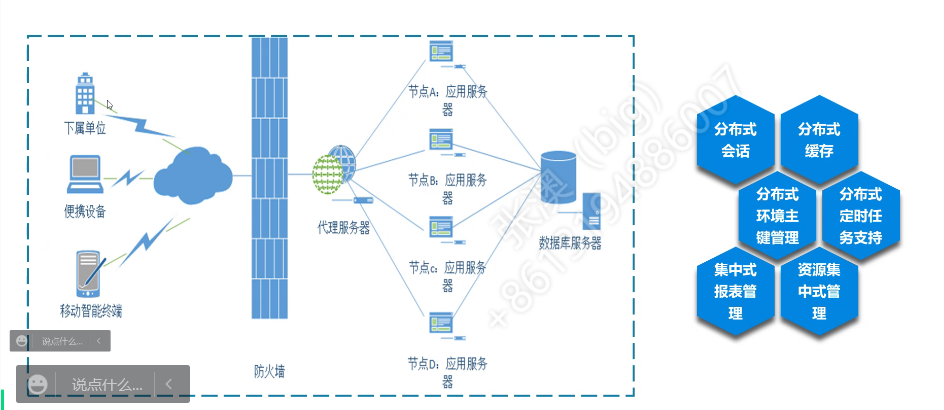 下属单位
便携设备
移动智能终端
防火墙
代理服务器
节点A：应用服务
器
节点B：应用服务
器
节点c：应用服务
器
节点D：应用服务
器
数据库服务器
分布式
会话
分布式
缓存
分布式
环境主
键管理
分布式
定时任
务支持
集中式
报表管
理
资源集
中式管
理
张澳（big）
+8619194886007
说点什么...
说点什么...